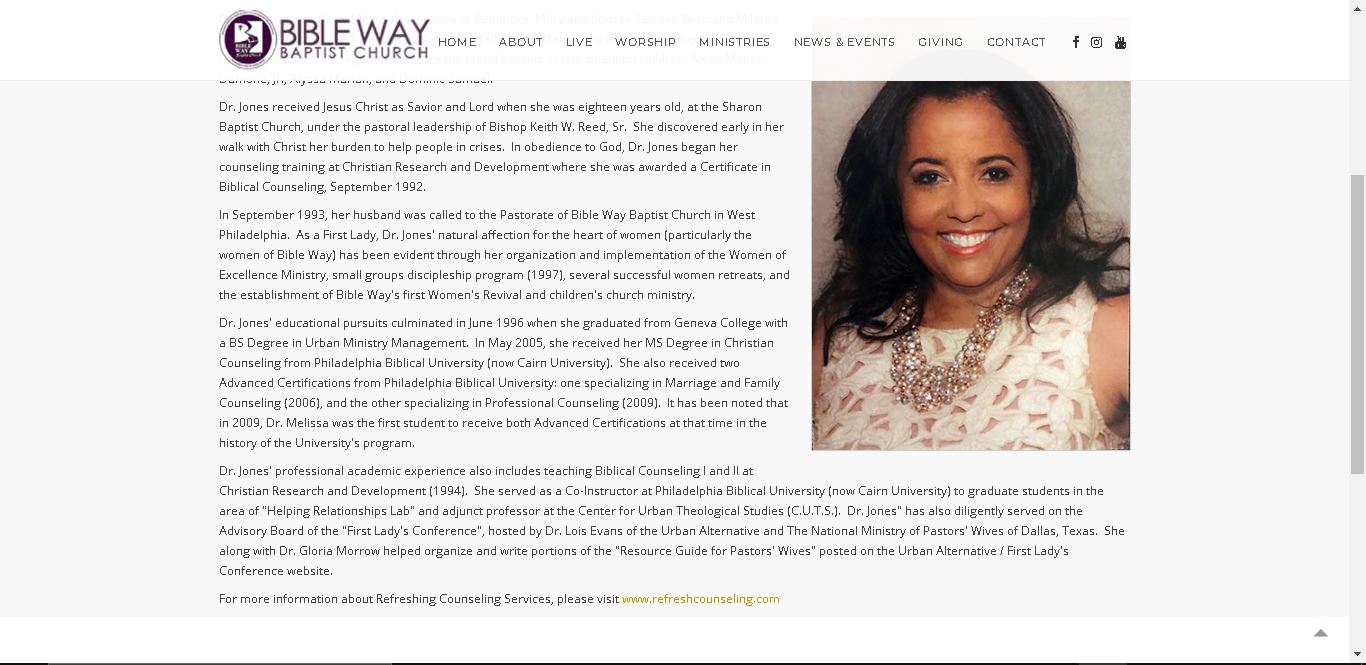 BIBLE WAY
BAPTIST CHURCH
HOME ABOUT LIVE WORSHIP MINISTRIES NEWS & EVENTS GIVING CONTACT
native of Baltimore, Maryland born to Samson Wise and Mildred
the proud parents of four beautiful children: Alean Melise,
Damone, Jr., Alyssa Mariah, and Dominic Samuel.
Dr. Jones received Jesus Christ as Savior and Lord when she was eighteen years old, at the Sharon
Baptist Church, under the pastoral leadership of Bishop Keith W. Reed, Sr. She discovered early in her
walk with Christ her burden to help people in crises. In obedience to God, Dr. Jones began her
counseling training at Christian Research and Development where she was awarded a Certificate in
Biblical Counseling, September 1992.
In September 1993, her husband was called to the Pastorate of Bible Way Baptist Church in West
Philadelphia. As a First Lady, Dr. Jones' natural affection for the heart of women (particularly the
women of Bible Way) has been evident through her organization and implementation of the Women of
Excellence Ministry, small groups discipleship program (1997), several successful women retreats, and
the establishment of Bible Way's first Women's Revival and children's church ministry.
Dr. Jones' educational pursuits culminated in June 1996 when she graduated from Geneva College with
a BS Degree in Urban Ministry Management. In May 2005, she received her MS Degree in Christian
Counseling from Philadelphia Biblical University (now Cairn University). She also received two
Advanced Certifications from Philadelphia Biblical University: one specializing in Marriage and Family
Counseling (2006), and the other specializing in Professional Counseling (2009). It has been noted that
in 2009, Dr. Melissa was the first student to receive both Advanced Certifications at that time in the
history of the University's program.
Dr. Jones' professional academic experience also includes teaching Biblical Counseling I and II at
Christian Research and Development (1994). She served as a Co-Instructor at Philadelphia Biblical University (now Cairn University) to graduate students in the
area of "Helping Relationships Lab" and adjunct professor at the Center for Urban Theological Studies (C.U.T.S.). Dr. Jones" has also diligently served on the
Advisory Board of the "First Lady's Conference", hosted by Dr. Lois Evans of the Urban Alternative and The National Ministry of Pastors' Wives of Dallas, Texas. She
along with Dr. Gloria Morrow helped organize and write portions of the "Resource Guide for Pastors' Wives" posted on the Urban Alternative / First Lady's
Conference website.
For more information about Refreshing Counseling Services, please visit www.refreshcounseling.com